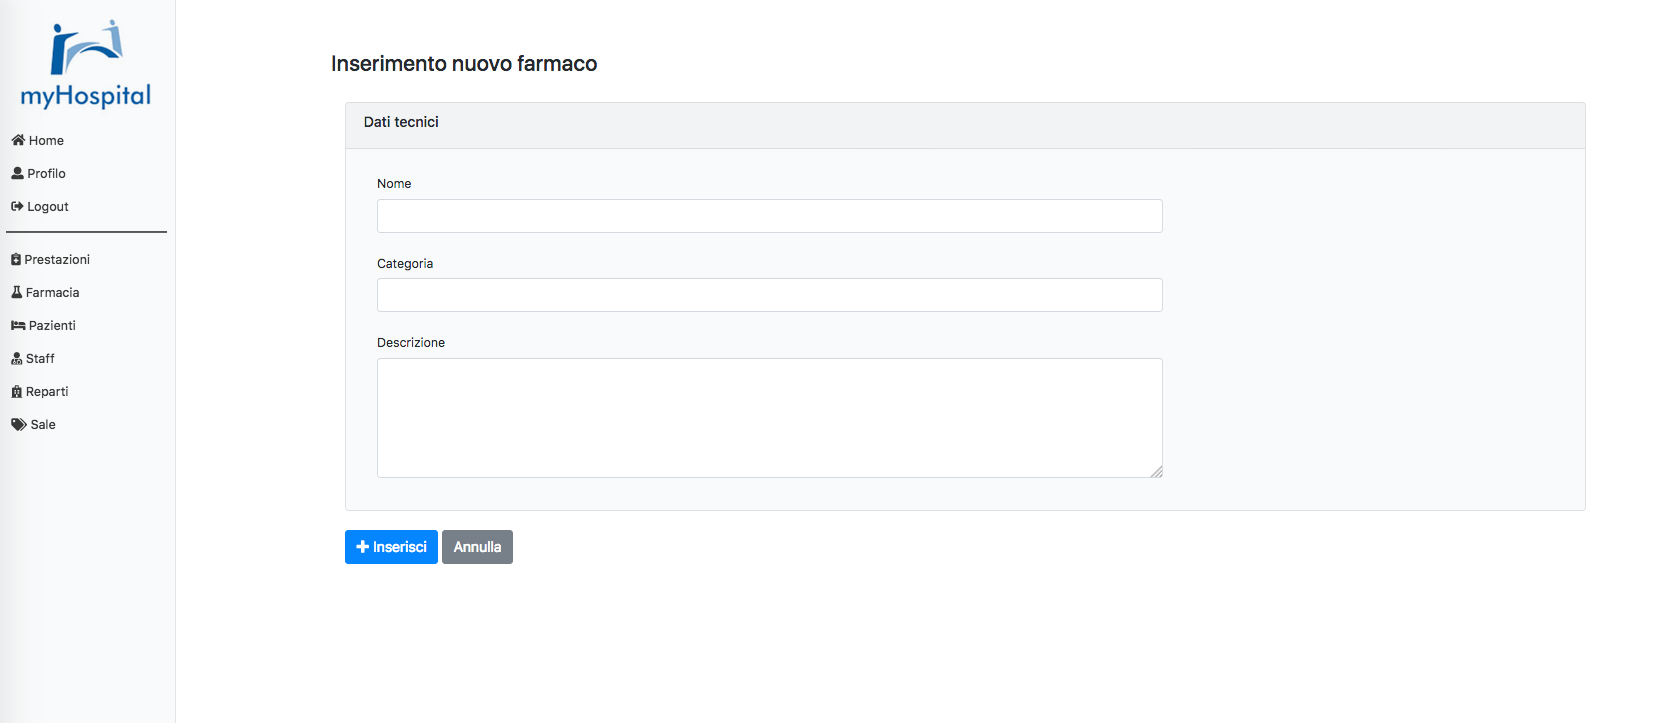 myHospital
Home
Profilo
Logout
Prestazioni
Farmacia
Pazienti
Staff
Reparti
Sale
Inserimento nuovo farmaco
Dati tecnici
Nome
Categoria
Descrizione
Inserisci
Annulla